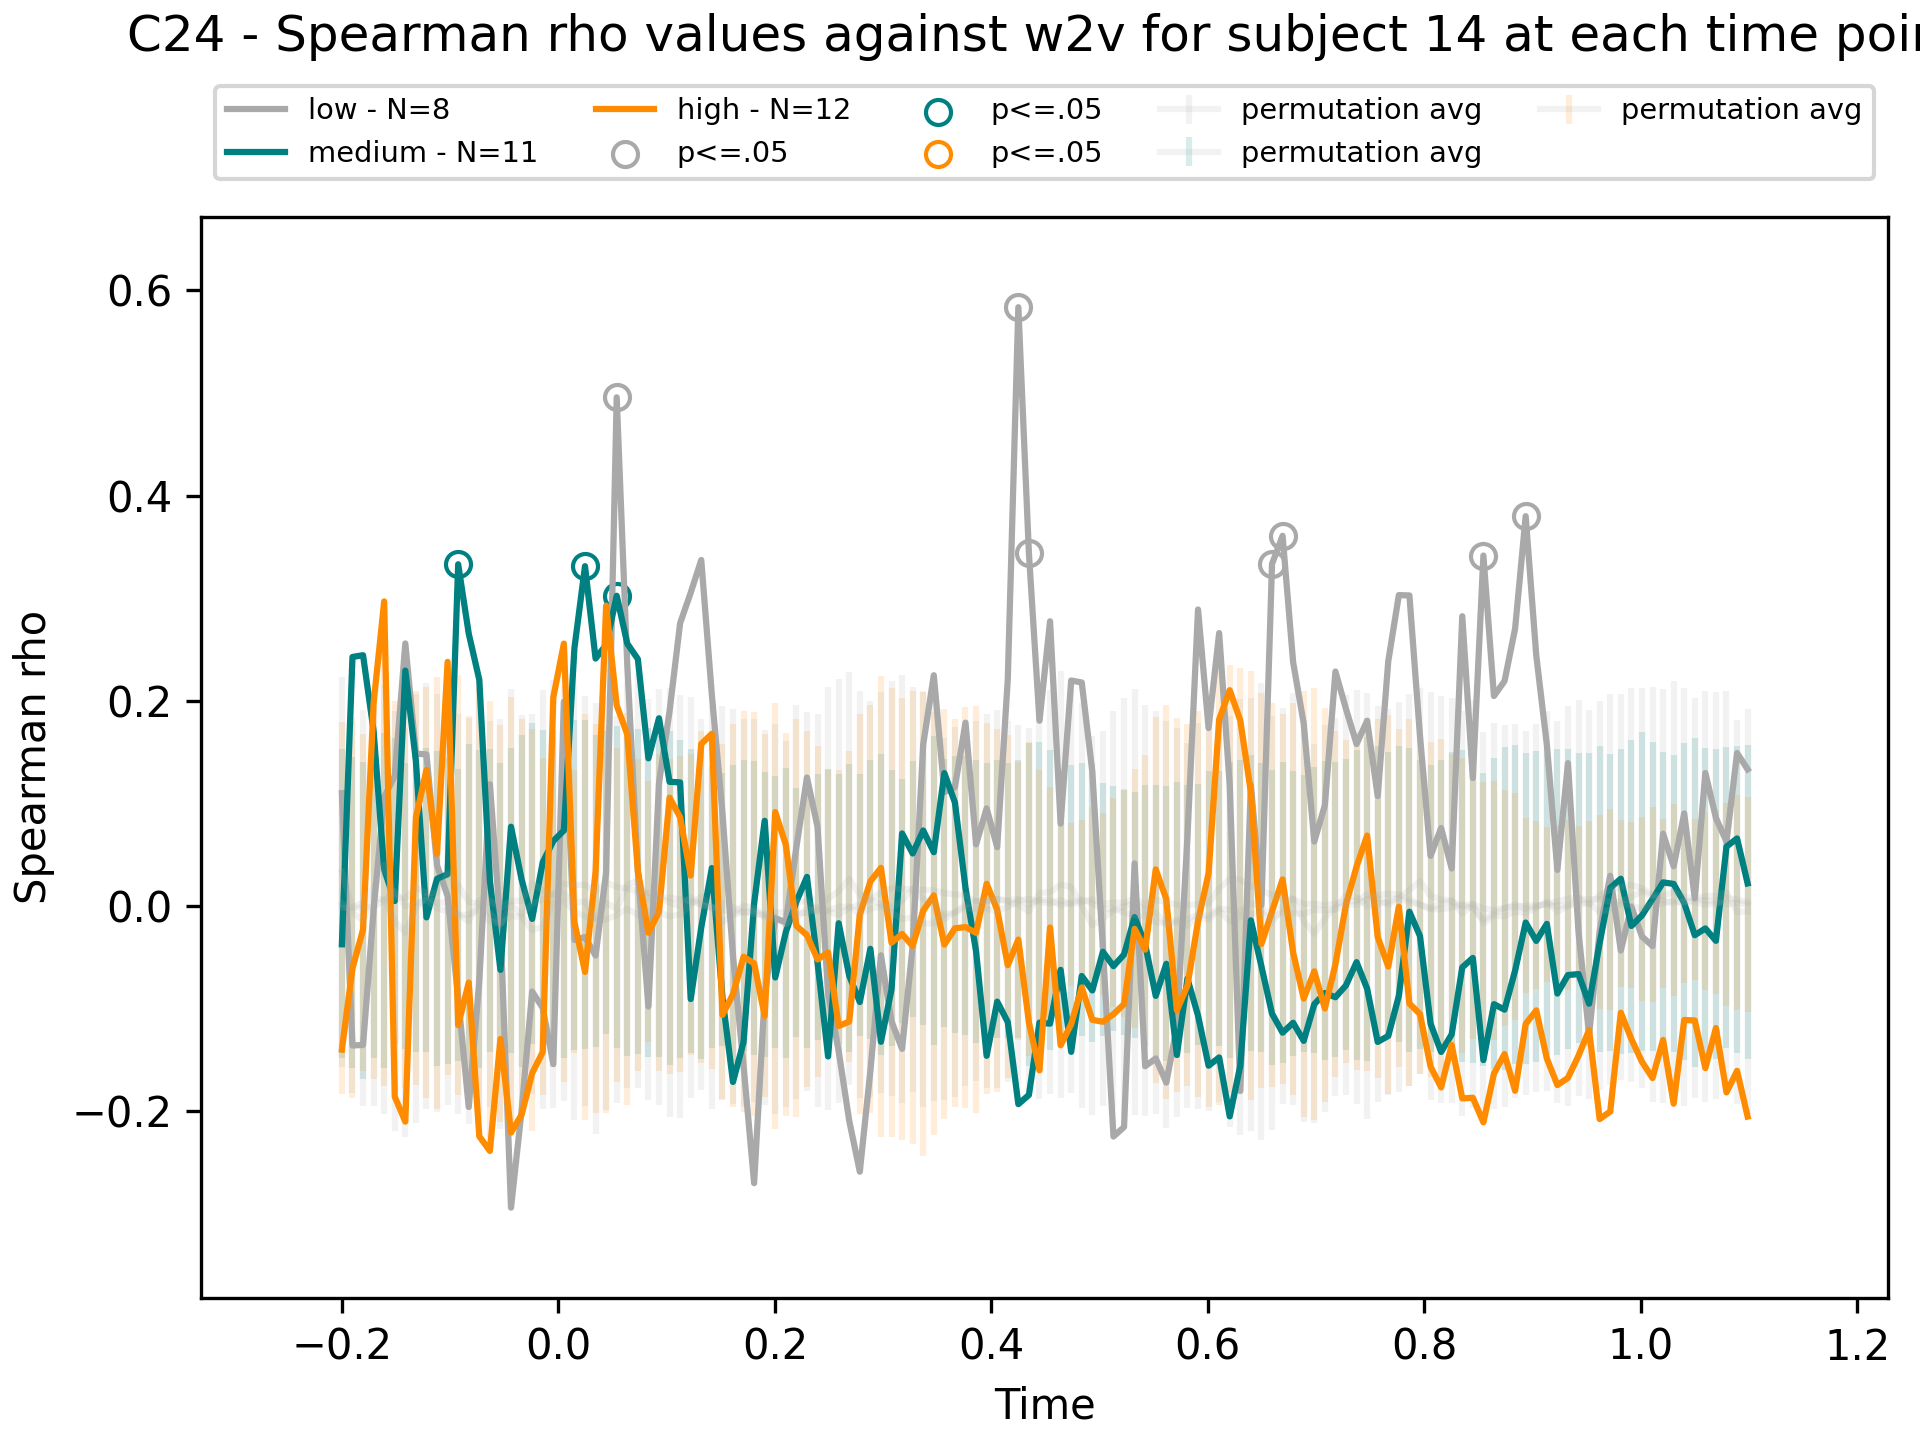 C24 - Spearman rho values against w2v for subject 14 at each time poi
low - N=8
medium - N=11
high - N=12
p<=.05
p<=.05
p<=.05
permutation avg
permutation avg
permutation avg
0.6
0.4
0.2
0.0
−0.2
Spearman rho
−0.2 0.0 0.2 0.4 0.6 0.8 1.0 1.2
Time